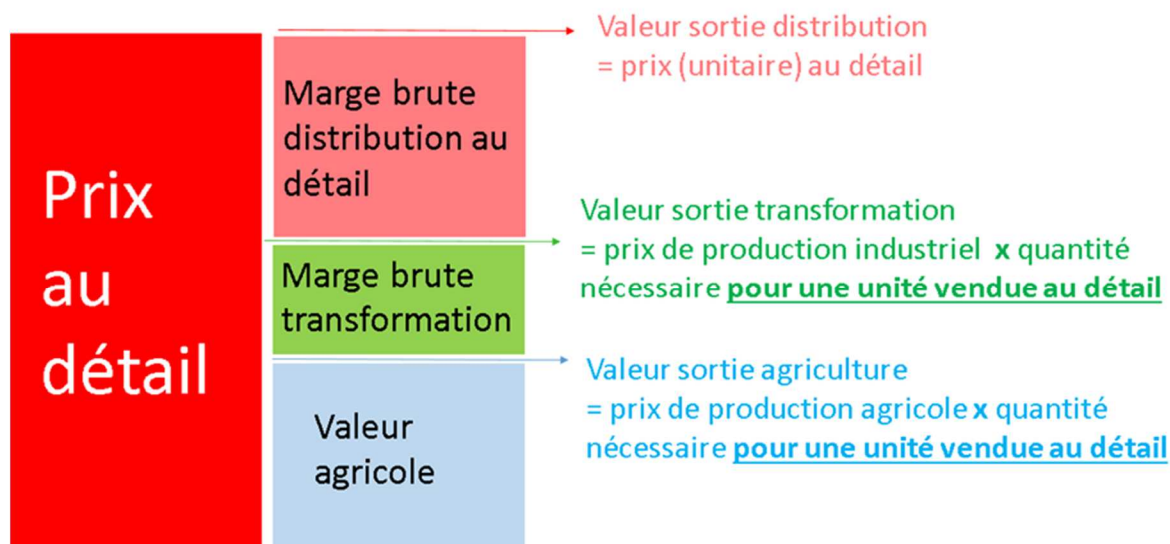 Prix
au
détail
Marge brute
distribution au
détail
Marge brute
transformation
Valeur
agricole
Valeur sortie distribution
= prix (unitaire) au détail
Valeur sortie transformation
= prix de production industriel x quantité
nécessaire pour une unité vendue au détail
Valeur sortie agriculture
= prix de production agricole x quantité
nécessaire pour une unité vendue au détail